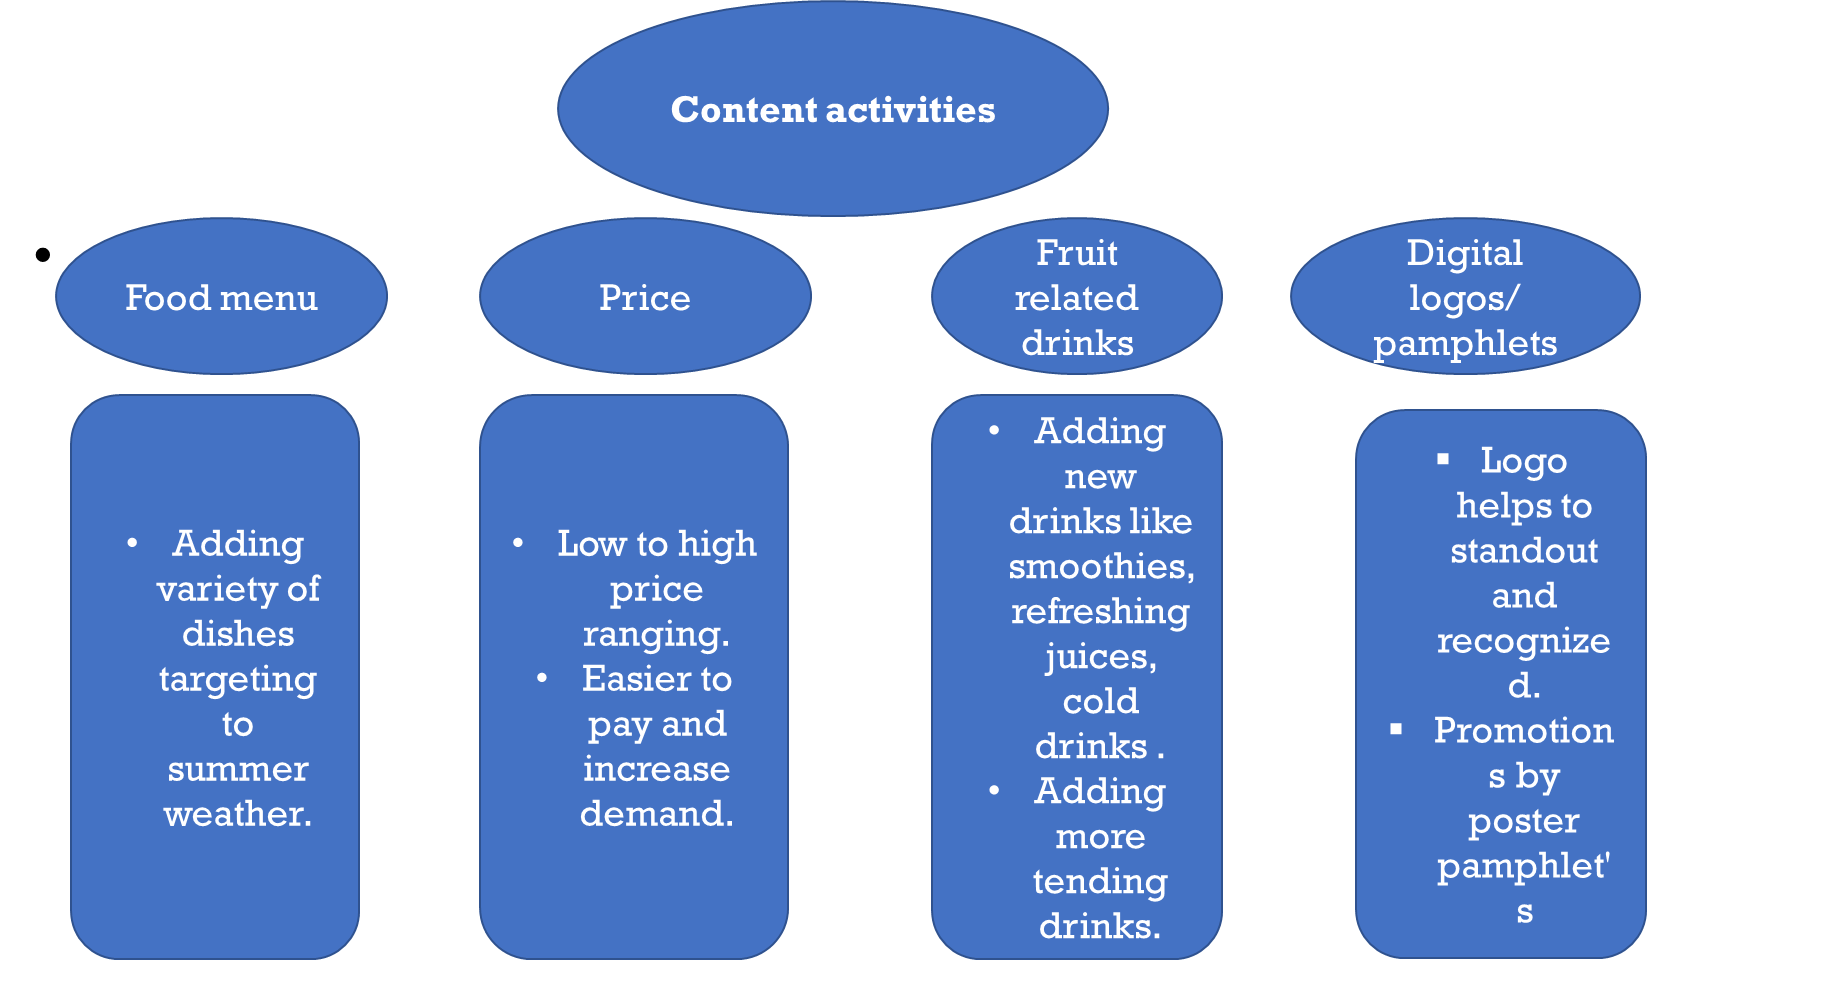 Content activities
Food menu
Price
Fruit
related
drinks
Digital
logos/
pamphlets
• Adding
variety of
dishes
targeting
to
summer
weather.
• Low to high
price
ranging.
• Easier to
pay and
increase
demand.
• Adding
new
drinks like
smoothies,
refreshing
juices,
cold
drinks .
• Adding
more
tending
drinks.
▪ Logo
helps to
standout
and
recognize
d.
▪ Promotion
s by
poster
pamphlet'
s